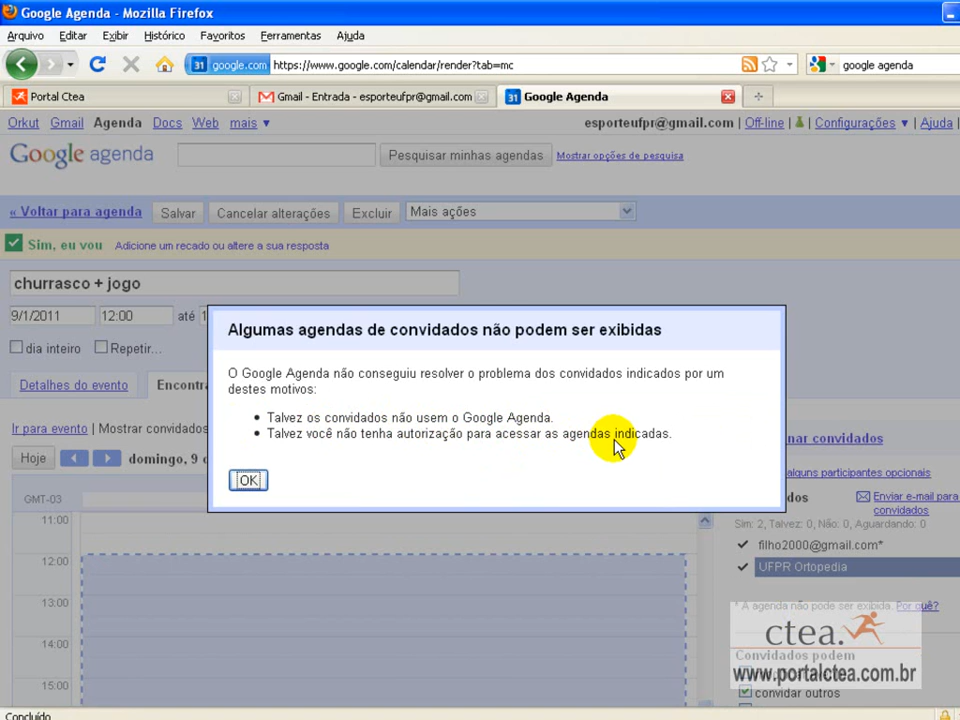 Google Agenda - Mozilla Firefox
Arquivo Editar Exibir Histórico Favoritos Ferramentas Ajuda
31 google.com https://www.google.com/calendar/render?tab=mc google agenda
Portal Ctea Gmail - Entrada - esporteufpr@gmail.com 31 Google Agenda
Orkut Gmail Agenda Docs Web mais ▼ esporteufpr@gmail.com | Off-line | Configurações ▼ | Ajuda |
Google agenda Pesquisar minhas agendas Mostrar opções de pesquisa
« Voltar para agenda Salvar Cancelar alterações Excluir Mais ações
Sim, eu vou Adicione um recado ou altere a sua resposta
churrasco + jogo
9/1/2011 12:00 até 1
dia inteiro Repetir...
Detalhes do evento Encontra
Algumas agendas de convidados não podem ser exibidas
O Google Agenda não conseguiu resolver o problema dos convidados indicados por um
destes motivos:
• Talvez os convidados não usem o Google Agenda.
• Talvez você não tenha autorização para acessar as agendas indicadas.
OK
Ir para evento | Mostrar convidados
Hoje domingo, 9 d
GMT-03
11:00
12:00
13:00
14:00
15:00
nar convidados
alguns participantes opcionais
dos Enviar e-mail para
convidados
Sim: 2, Talvez: 0, Não: 0, Aguardando: 0
filho2000@gmail.com*
UFPR Ortopedia
* A agenda não pode ser exibida. Por quê?
ctea.
Convidados podem
www.portalctea.com.br
convidar outros
Concluído